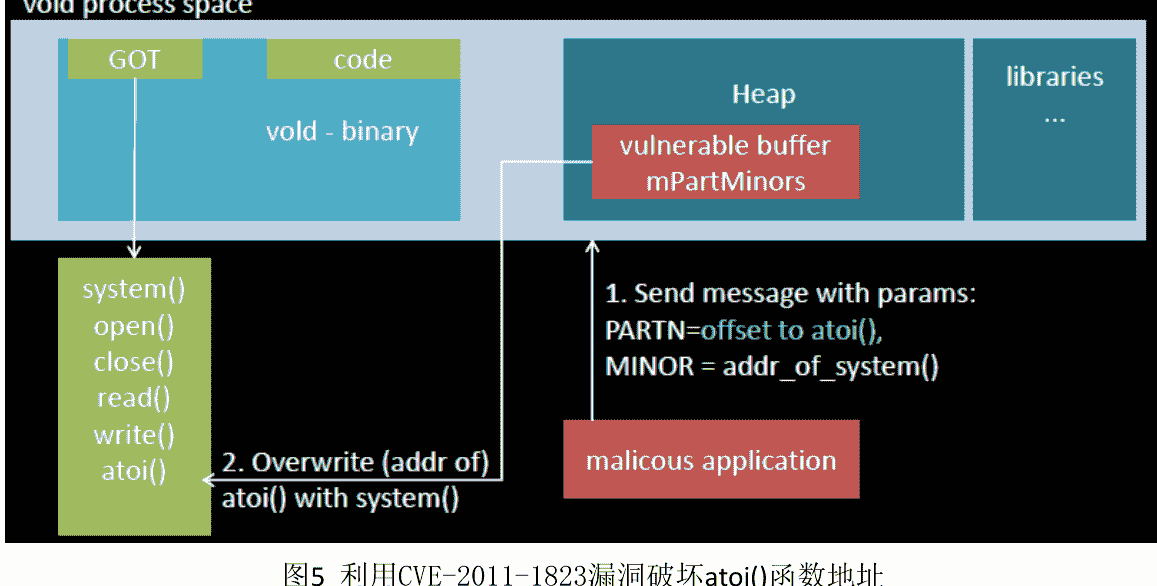 void process space
GOT
code
vold - binary
Heap
vulnerable buffer
mPartMinors
libraries
...
system()
open()
close()
read()
write()
atoi()
1. Send message with params:
PARTN=offset to atoi(),
MINOR = addr_of_system()
2. Overwrite (addr of)
atoi() with system()
malicous application
图5 利用CVE-2011-1823漏洞破坏atoi()函数地址